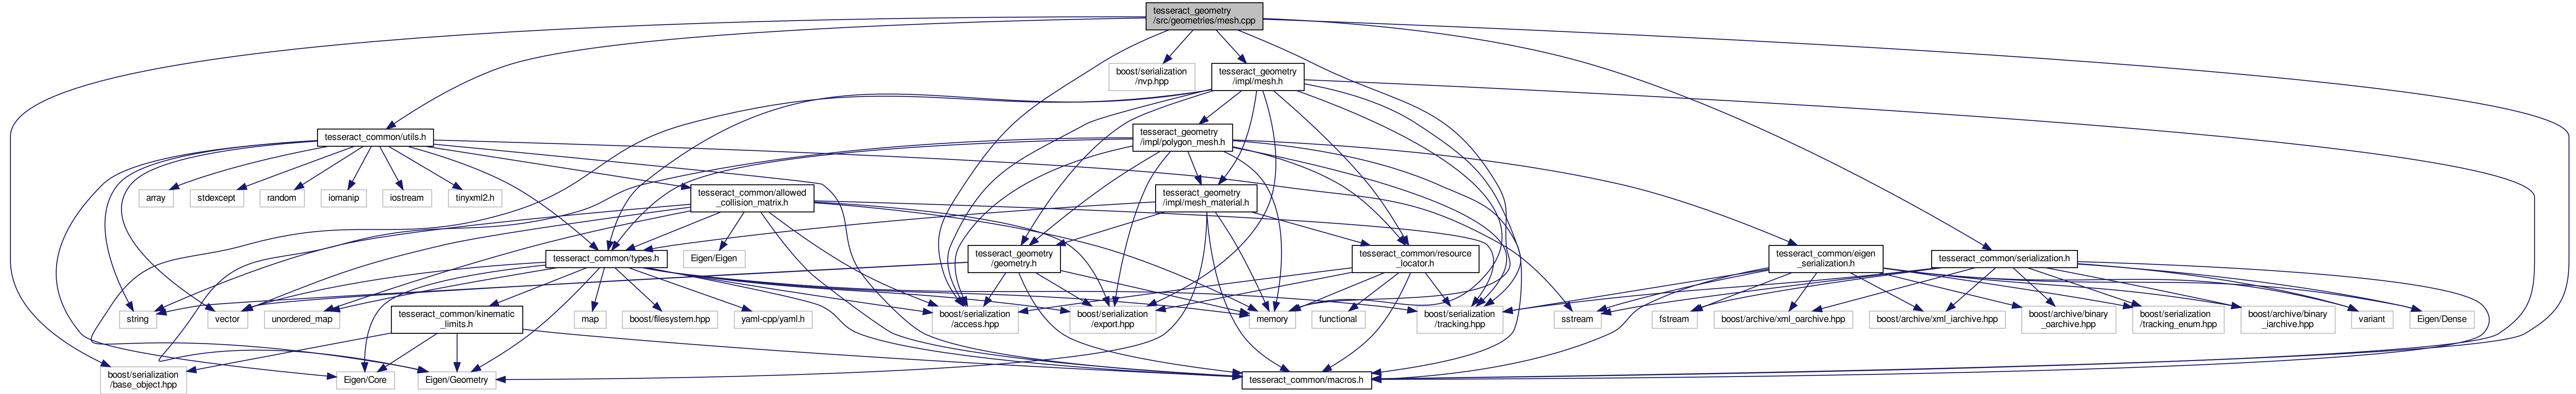 tesseract_geometry
/src/geometries/mesh.cpp
boost/serialization
/nvp.hpp
tesseract_geometry
/impl/mesh.h
tesseract_common/utils.h
tesseract_geometry
/impl/polygon_mesh.h
array
stdexcept
random
iomanip
iostream
tinyxml2.h
tesseract_common/allowed
_collision_matrix.h
tesseract_geometry
/impl/mesh_material.h
tesseract_common/types.h
Eigen/Eigen
tesseract_geometry
/geometry.h
tesseract_common/resource
_locator.h
tesseract_common/eigen
_serialization.h
tesseract_common/serialization.h
string
vector
unordered_map
tesseract_common/kinematic
_limits.h
map
boost/filesystem.hpp
yaml-cpp/yaml.h
boost/serialization
/access.hpp
boost/serialization
/export.hpp
memory
functional
boost/serialization
/tracking.hpp
sstream
fstream
boost/archive/xml_oarchive.hpp
boost/archive/xml_iarchive.hpp
boost/archive/binary
_oarchive.hpp
boost/serialization
/tracking_enum.hpp
boost/archive/binary
_iarchive.hpp
variant
Eigen/Dense
boost/serialization
/base_object.hpp
Eigen/Core
Eigen/Geometry
tesseract_common/macros.h